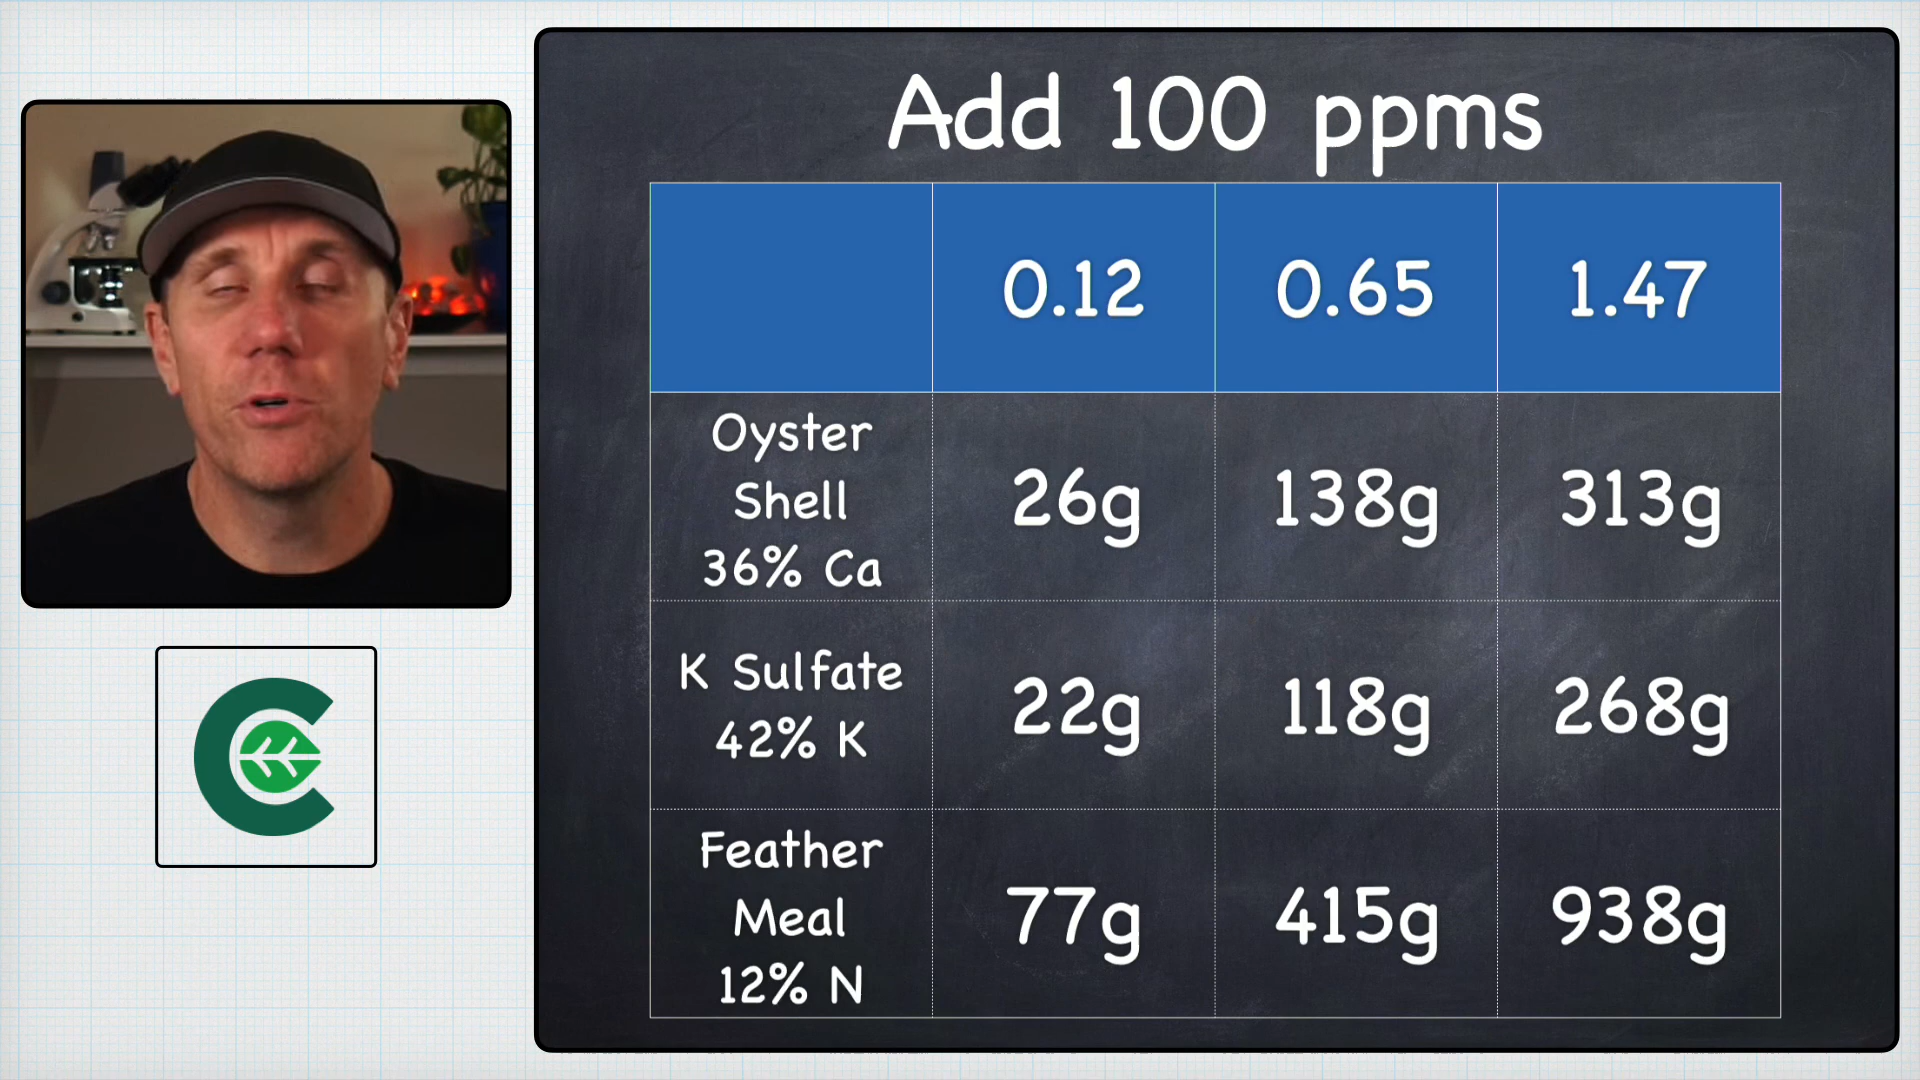 Add 100 ppms
0.12 0.65 1.47
Oyster
Shell
36% Ca
26g 138g 313g
K Sulfate
42% K
22g 118g 268g
Feather
Meal
12% N
77g 415g 938g